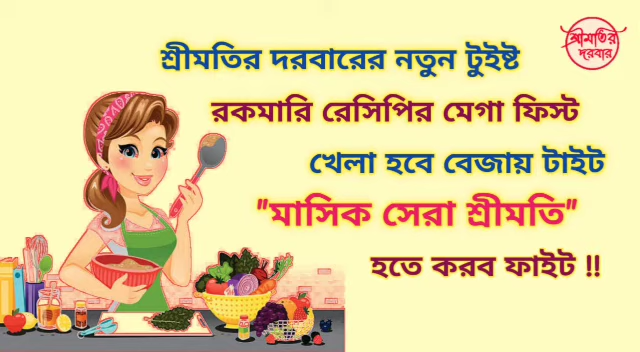 শ্রীমতির দরবার
শ্রীমতির দরবারের নতুন টুইষ্ট
রকমারি রেসিপির মেগা ফিস্ট
খেলা হবে বেজায় টাইট
"মাসিক সেরা শ্রীমতি"
হতে করব ফাইট !!